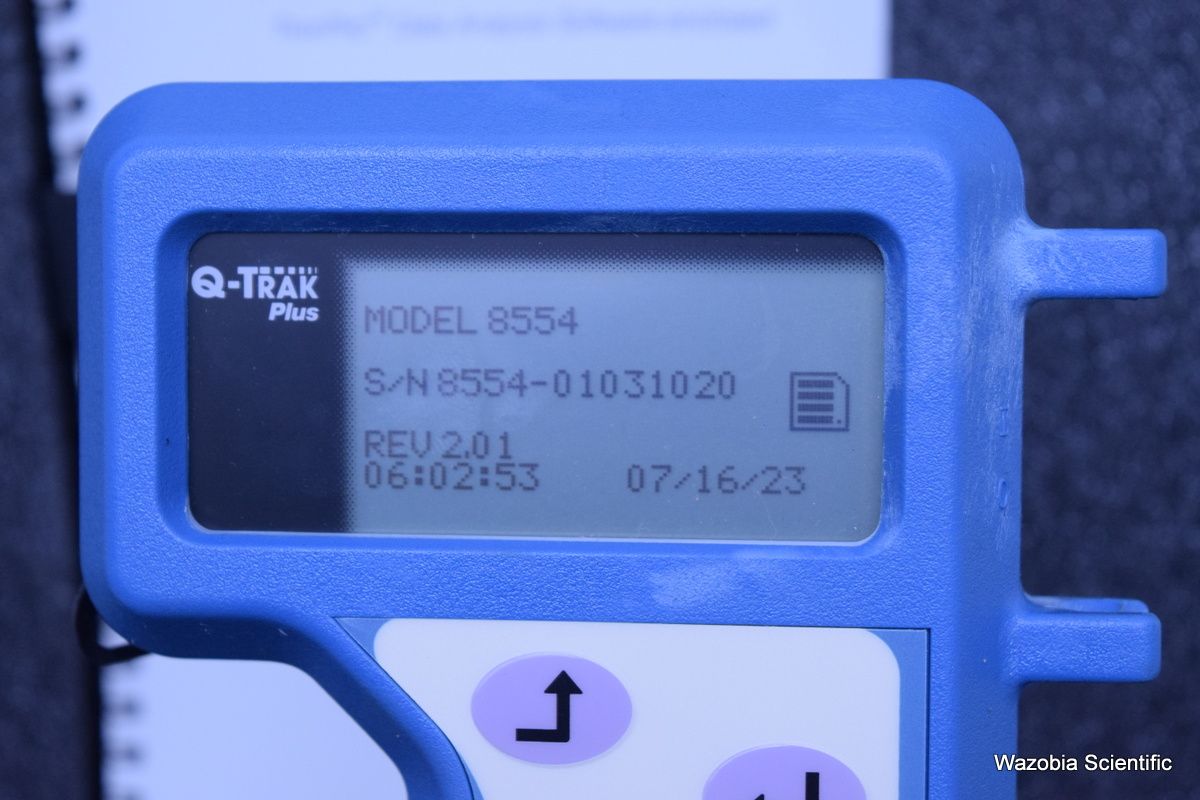 Q-TRAK
Plus
MODEL 8554
S/N 8554-01031020
REV 2.01
06:02:53 07/16/23
Wazobia Scientific